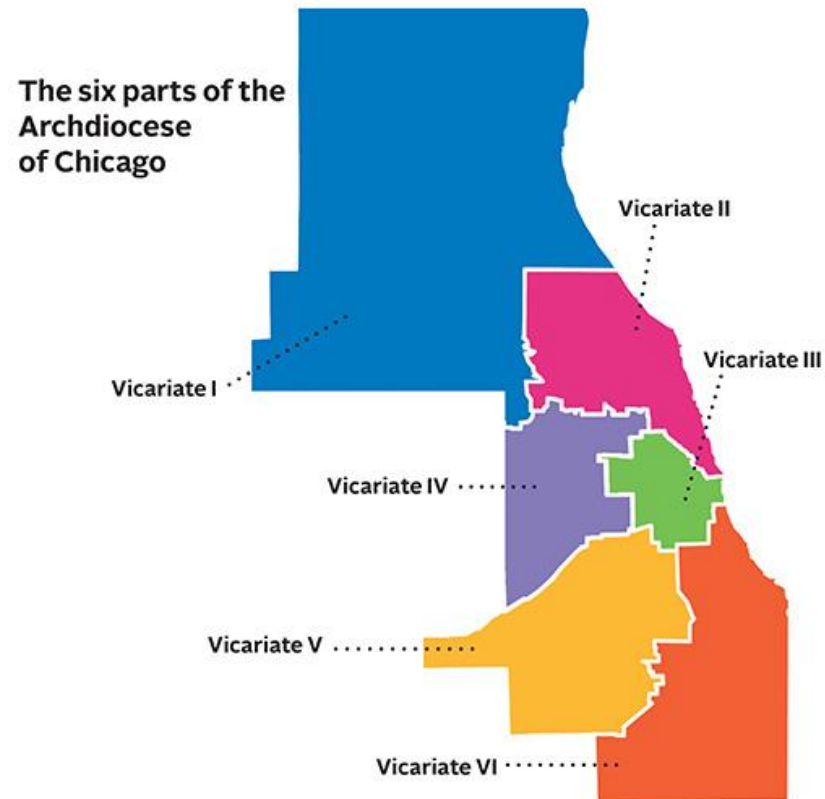 The six parts of the
Archdiocese
of Chicago
Vicariate II
Vicariate III
Vicariate I
Vicariate IV
Vicariate V
Vicariate VI